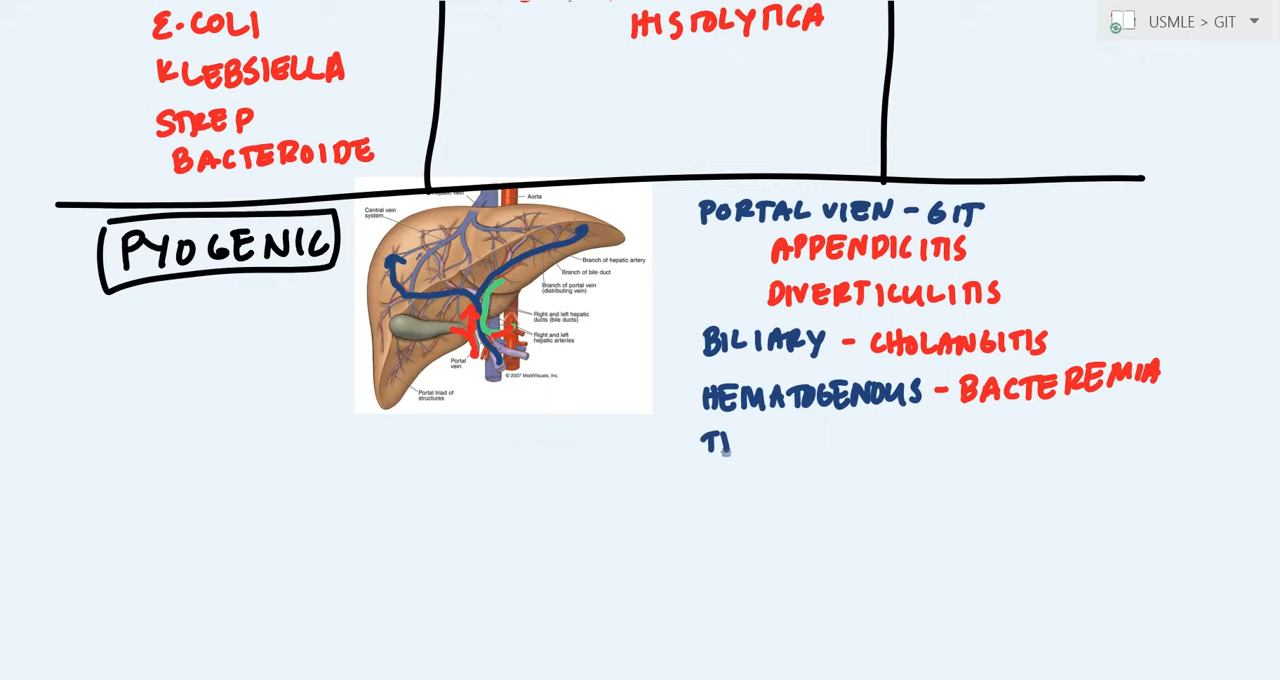 E.COLI
HISTOLYTICA
USMLE > GIT
KLEBSIELLA
STREP
BACTEROIDE
PYOGENIC
Aorta
Central vein
system
Branch of hepatic artery
Branch of bile duct
Branch of portal vein
(distributing vein)
Right and left hepatic
ducts (bile ducts)
Right and left
hepatic arteries
Portal
vein
© 2007 MediVisuals, Inc.
Portal triad of
structures
PORTAL VIEN - GIT
APPENDICITIS
DIVERTICULITIS
BILIARY - CHOLANGITIS
HEMATOGENOUS - BACTEREMIA